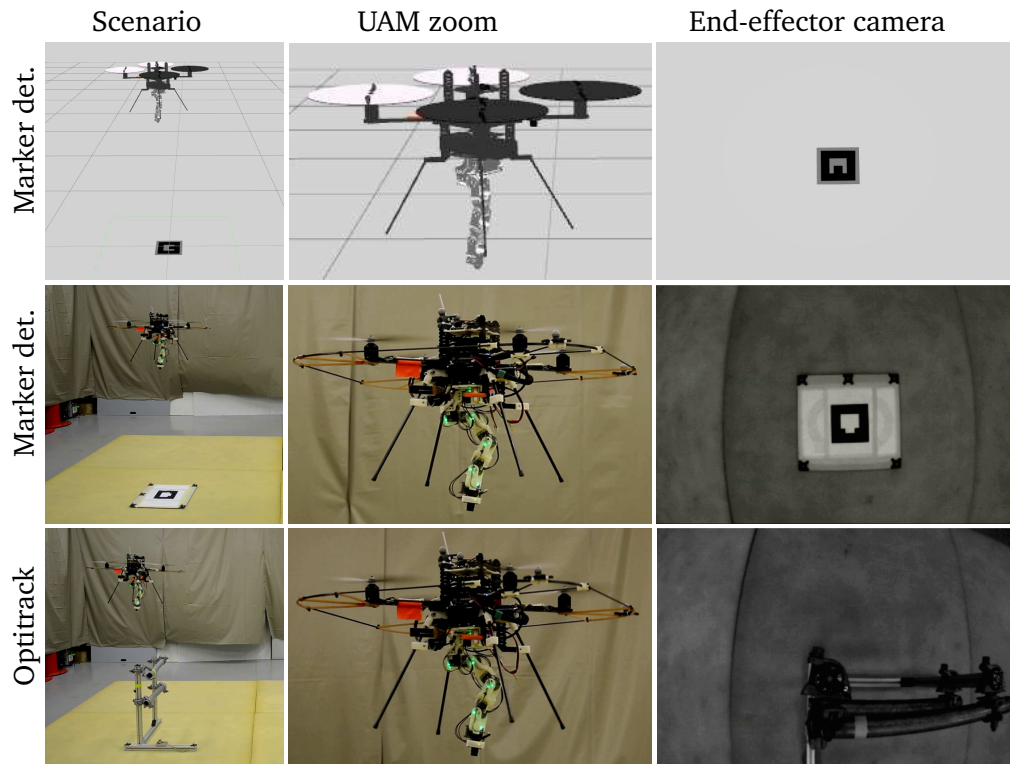 Scenario
UAM zoom
End-effector camera
Marker det.
Marker det.
Optitrack